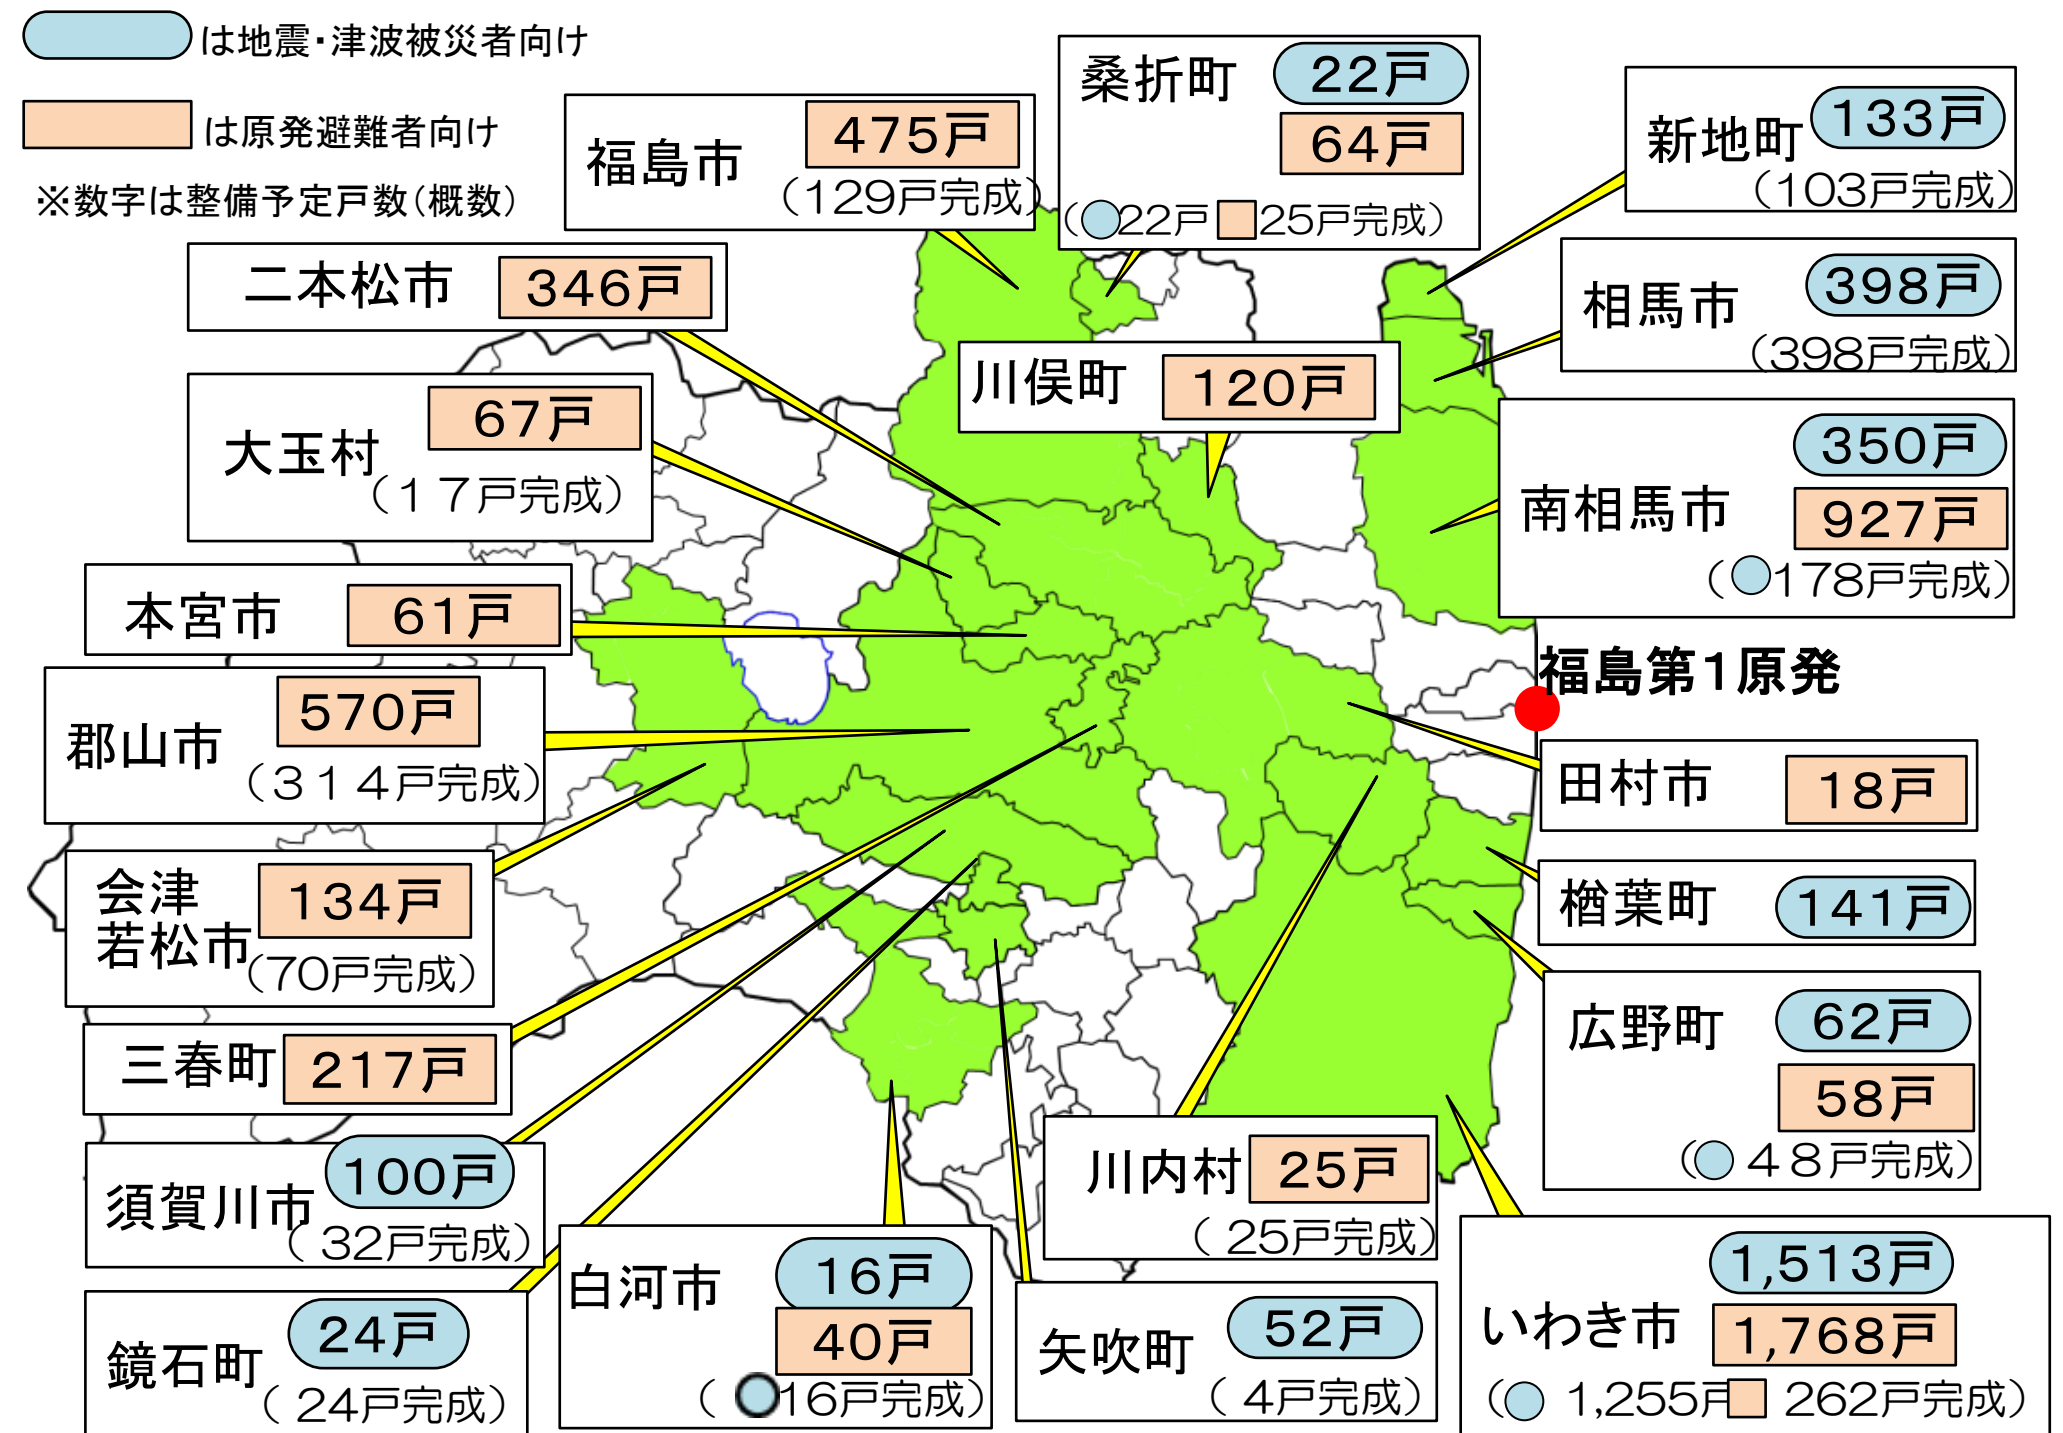 は地震・津波被災者向け
は原発避難者向け
※数字は整備予定戸数（概数）
福島市 475戸
（129戸完成）
桑折町 22戸
64戸
（ 22戸 25戸完成）
新地町 133戸
（103戸完成）
二本松市 346戸
相馬市 398戸
（398戸完成）
川俣町 120戸
大玉村 67戸
（１７戸完成）
南相馬市 350戸
927戸
（ 178戸完成）
本宮市 61戸
福島第１原発
郡山市 570戸
（３１４戸完成）
田村市 18戸
会津
若松市 134戸
（70戸完成）
楢葉町 141戸
三春町 217戸
広野町 62戸
58戸
（ ４８戸完成）
須賀川市 100戸
（ 32戸完成）
川内村 25戸
（ 25戸完成）
鏡石町 24戸
（ 24戸完成）
白河市 16戸
40戸
（ 16戸完成）
矢吹町 52戸
（ 4戸完成）
いわき市 1,513戸
1,768戸
（ 1,255戸 262戸完成）